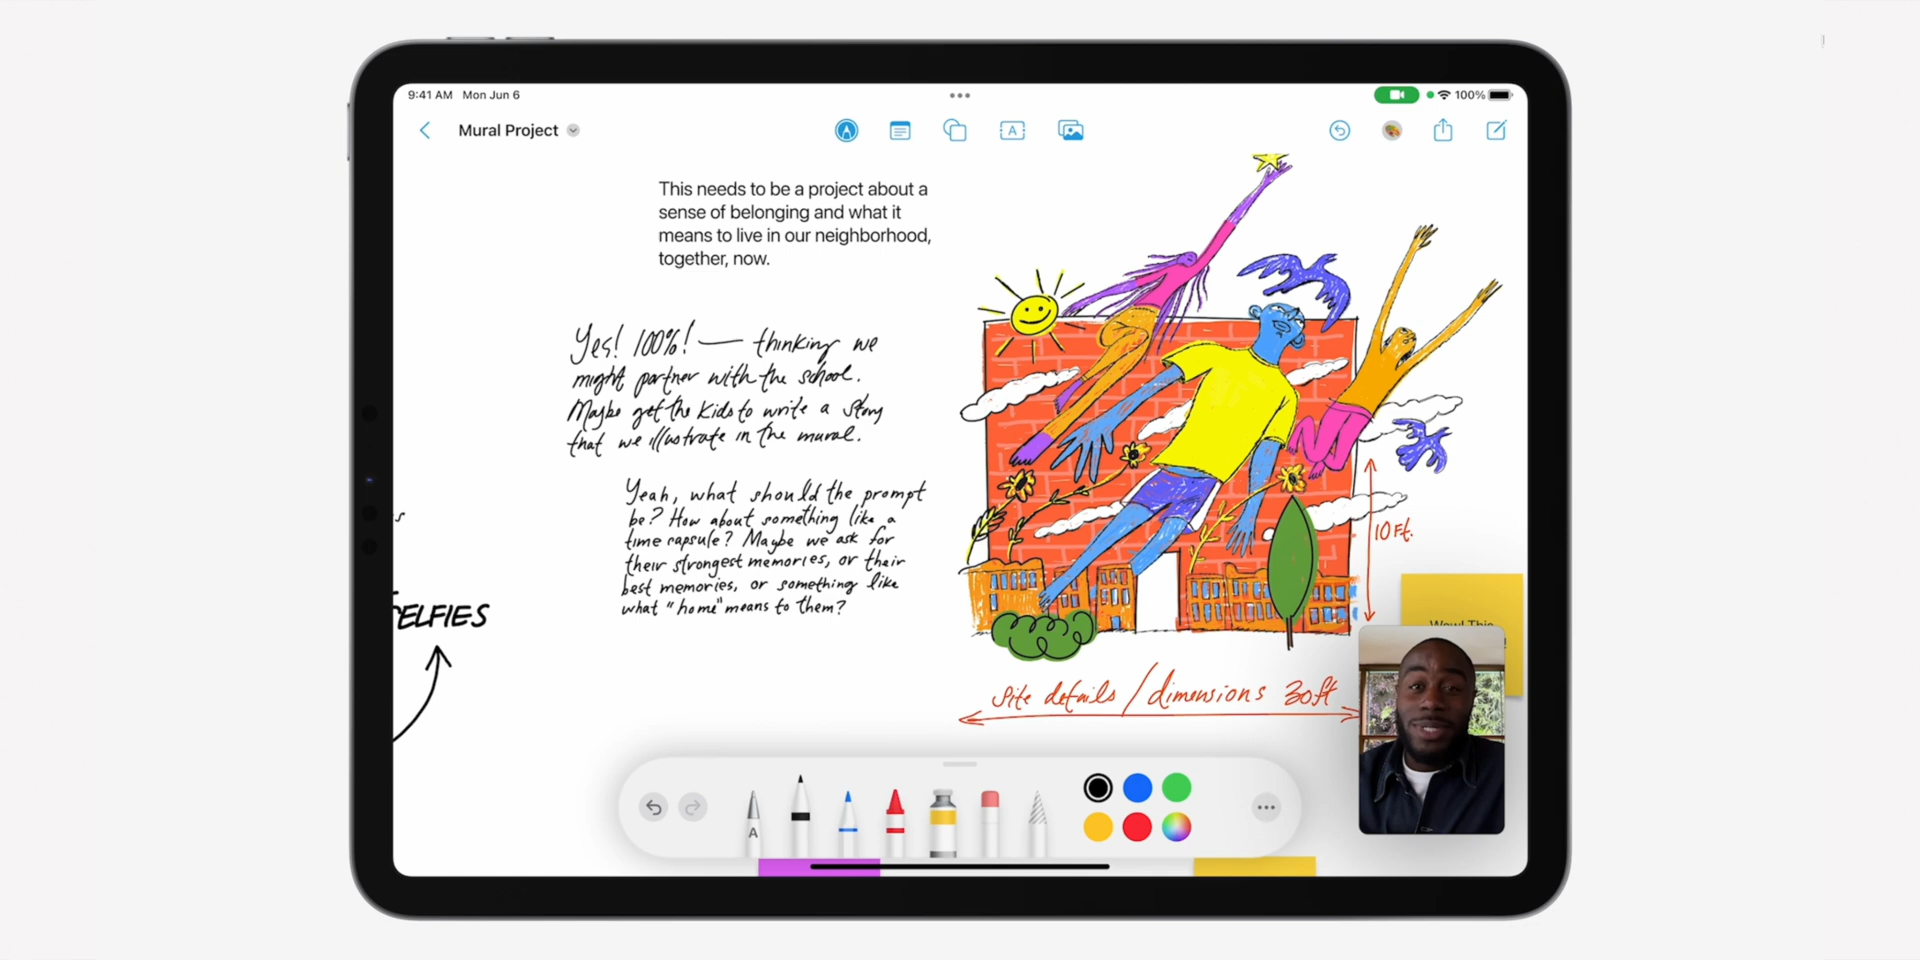 9:41 AM Mon Jun 6
100%
Mural Project
A
This needs to be a project about a
sense of belonging and what it
means to live in our neighborhood,
together, now.
Yes! 100%! — thinking we
might partner with the school.
Maybe get the kids to write a story
that we illustrate in the mural.
Yeah, what should the prompt
be? How about something like a
time capsule? Maybe we ask for
their strongest memories, or their
best memories, or something like
what "home" means to them?
SELFIES
10 Ft.
Wow! This
Site details / dimensions 30ft
A